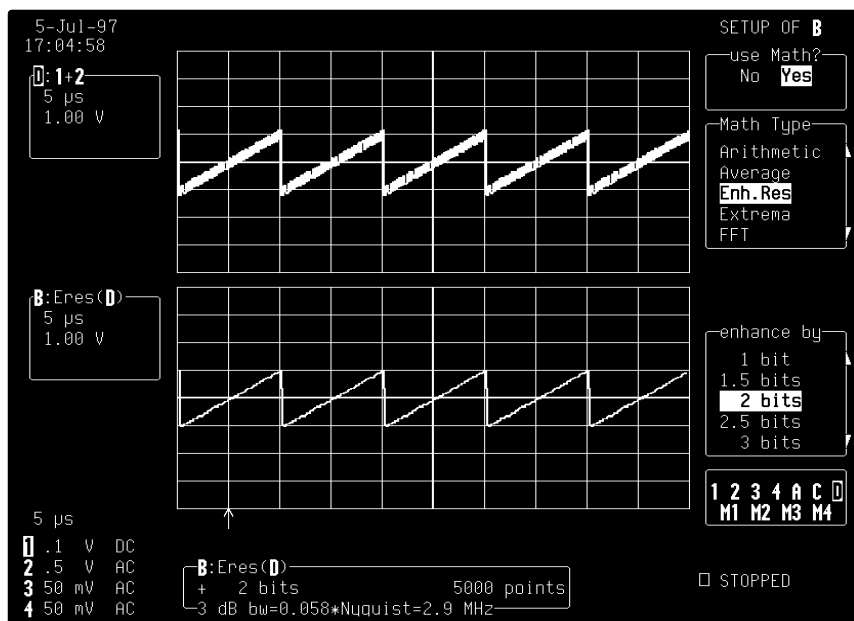 5-Jul-97
17:04:58
D:1+2
5 µs
1.00 V
B:Eres(D)
5 µs
1.00 V
5 µs
1 .1 V DC
2 .5 V AC
3 50 mV AC
4 50 mV AC
B:Eres(D)
+ 2 bits 5000 points
3 dB bw=0.058*Nyquist=2.9 MHz
SETUP OF B
use Math?
No Yes
Math Type
Arithmetic
Average
Enh.Res
Extrema
FFT
enhance by
1 bit
1.5 bits
2 bits
2.5 bits
3 bits
1 2 3 4 A C D
M1 M2 M3 M4
STOPPED